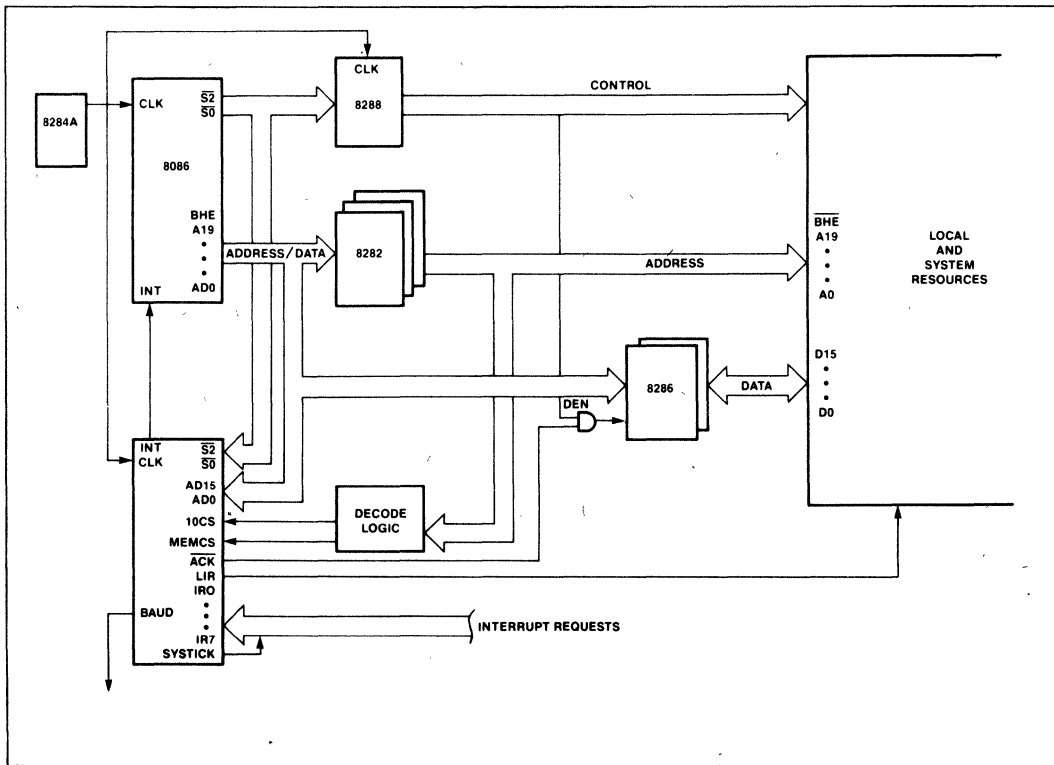 8284A
CLK
S2
S0
8086
BHE
A19
AD0
INT
CLK
8288
CONTROL
ADDRESS/DATA
8282
ADDRESS
BHE
A19
A0
LOCAL
AND
SYSTEM
RESOURCES
D15
D0
8286
DATA
DEN
INT
CLK
S2
S0
AD15
AD0
10CS
MEMCS
ACK
LIR
IRO
IR7
SYSTICK
BAUD
DECODE
LOGIC
INTERRUPT REQUESTS